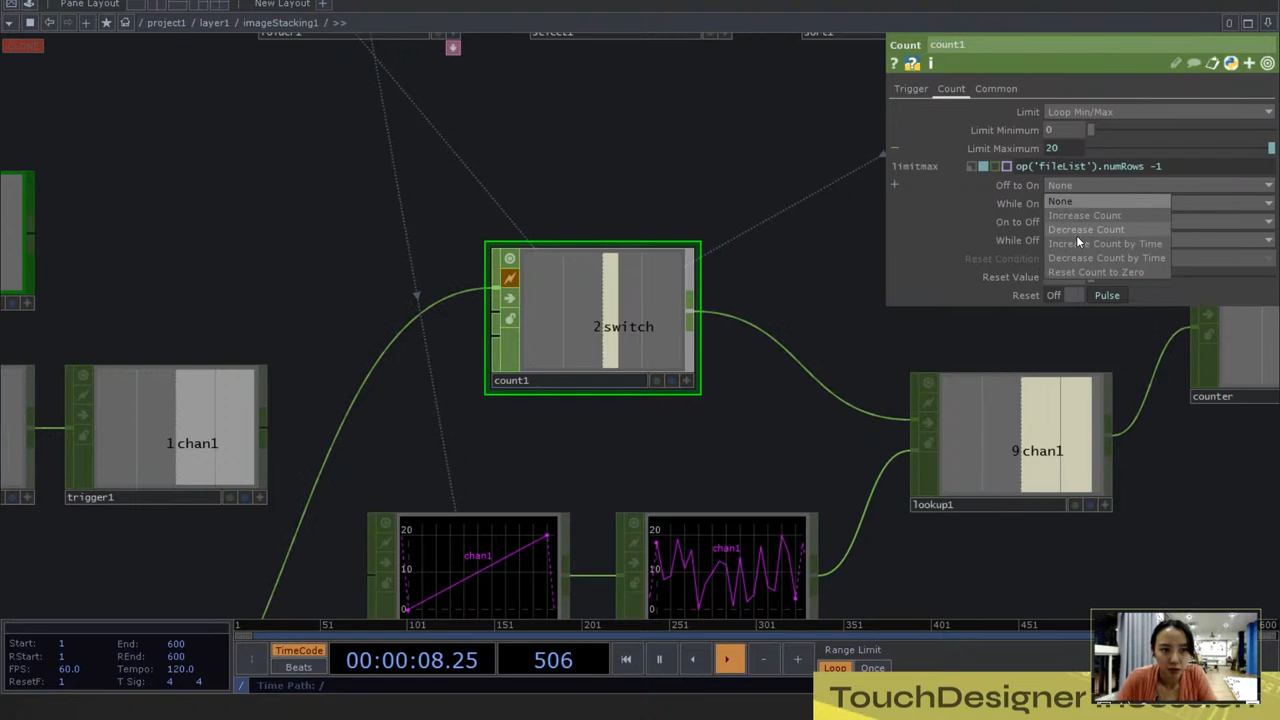 Pane Layout
New Layout +
/ project1 / layer1 / imageStacking1 / >>
0
CLONE
Count count1
? ? i
Trigger Count Common
Limit Loop Min/Max
Limit Minimum 0
Limit Maximum 20
limitmax op('fileList').numRows -1
Off to On None
While On
On to Off
While Off
None
Increase Count
Decrease Count
Increase Count by Time
Decrease Count by Time
Reset Count to Zero
Reset Condition
Reset Value
Reset Off Pulse
2 switch
count1
counter
1 chan1
trigger1
9 chan1
lookup1
20
10
0
chan1
20
10
0
chan1
1 51 101 151 201 251 301 351 401 451 500
Start: 1 End: 600
RStart: 1 REnd: 600
FPS: 60.0 Tempo: 120.0
ResetF: 1 T Sig: 4 4
TimeCode
Beats
00:00:08.25
506
Range Limit
Loop Once
/ Time Path: /
TouchDesigner